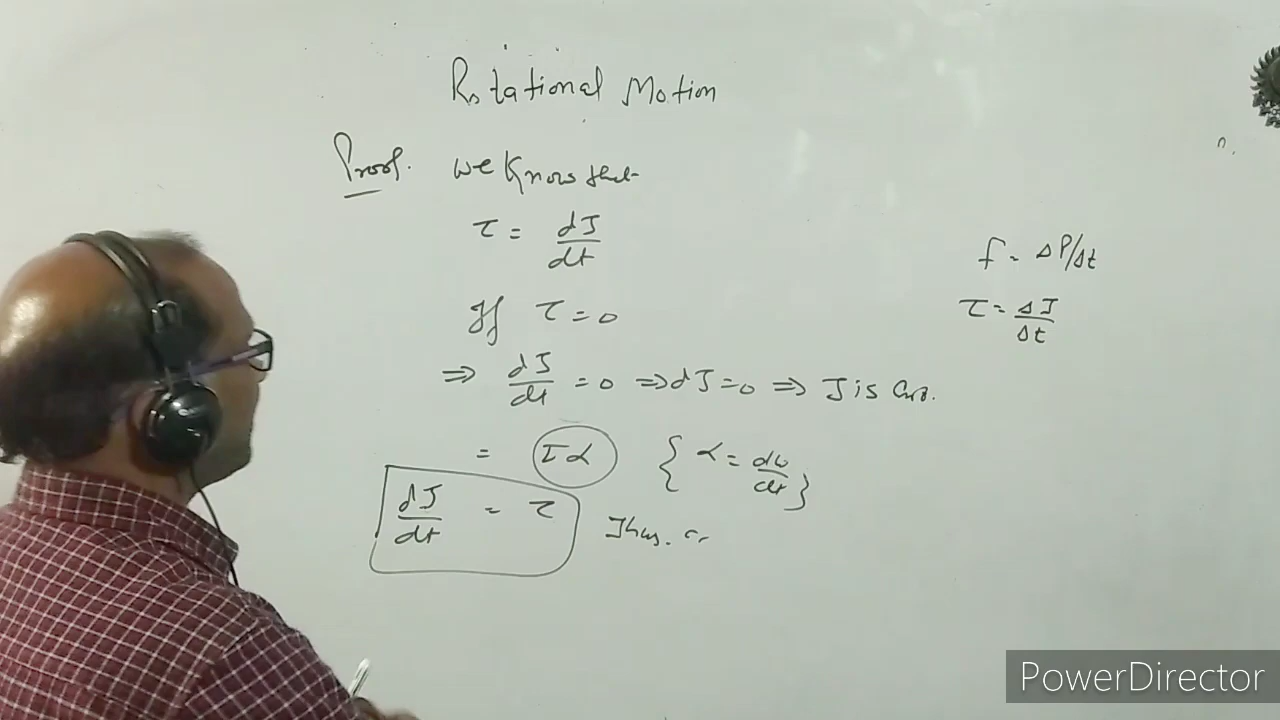 Rotational Motion
Proof. we know that
τ = dJ/dt
If τ = 0
⇒ dJ/dt = 0 ⇒ dJ = 0 ⇒ J is
= Iα { α = dω/dt }
dJ/dt = τ Thus.
f = ΔP/Δt
τ = ΔJ/Δt
PowerDirector